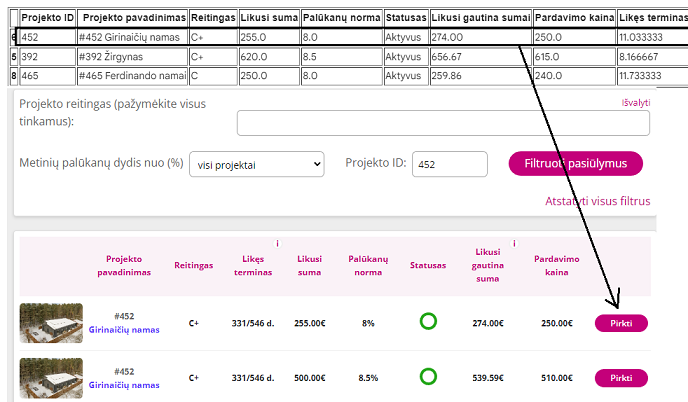 Projekto ID Projekto pavadinimas Reitingas Likusi suma Palūkanų norma Statusas Likusi gautina sumai Pardavimo kaina Likęs terminas
6 452 #452 Girinaičių namas C+ 255.0 8.0 Aktyvus 274.00 250.0 11.033333
5 392 #392 Žirgynas C+ 620.0 8.5 Aktyvus 656.67 615.0 8.166667
8 465 #465 Ferdinando namai C 250.0 8.0 Aktyvus 259.86 240.0 11.733333
Projekto reitingas (pažymėkite visus Išvalyti
tinkamus):
Metinių palūkanų dydis nuo (%) visi projektai Projekto ID: 452 Filtruoti pasiūlymus
Atstatyti visus filtrus
i i
Projekto Reitingas Likęs Likusi Palūkanų Statusas Likusi Pardavimo
pavadinimas terminas suma norma gautina kaina
suma
#452
Girinaičių namas C+ 331/546 d. 255.00€ 8% 274.00€ 250.00€ Pirkti
#452
Girinaičių namas C+ 331/546 d. 500.00€ 8.5% 539.59€ 510.00€ Pirkti